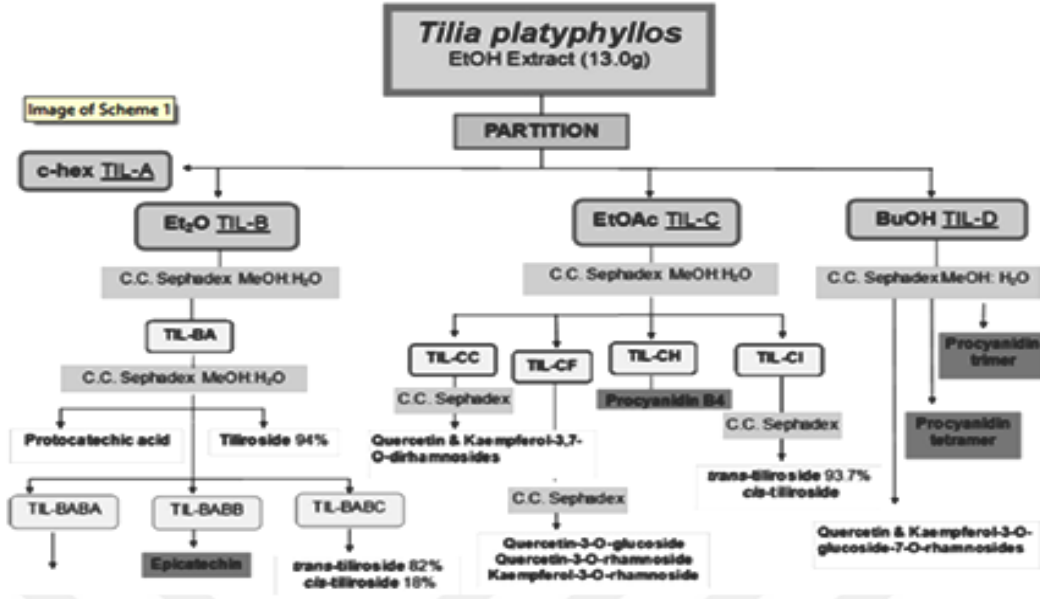 Tilia platyphyllos
EtOH Extract (13.0g)
Image of Scheme 1
PARTITION
c-hex TIL-A
Et₂O TIL-B
EtOAc TIL-C
BuOH TIL-D
C.C. Sephadex MeOH:H₂O
C.C. Sephadex MeOH:H₂O
C.C. Sephadex MeOH: H₂O
TIL-BA
TIL-CC
TIL-CF
TIL-CH
TIL-CI
Procyanidin
trimer
C.C. Sephadex MeOH:H₂O
C.C. Sephadex
Procyanidin B4
C.C. Sephadex
Procyanidin
tetramer
Protocatechic acid
Tiliroside 94%
Quercetin & Kaempferol-3,7-
O-dirhamnosides
trans-tiliroside 93.7%
cis-tiliroside
TIL-BABA
TIL-BABB
TIL-BABC
C.C. Sephadex
Quercetin & Kaempferol-3-O-
glucoside-7-O-rhamnosides
Epicatechin
trans-tiliroside 82%
cis-tiliroside 18%
Quercetin-3-O-glucoside
Quercetin-3-O-rhamnoside
Kaempferol-3-O-rhamnoside